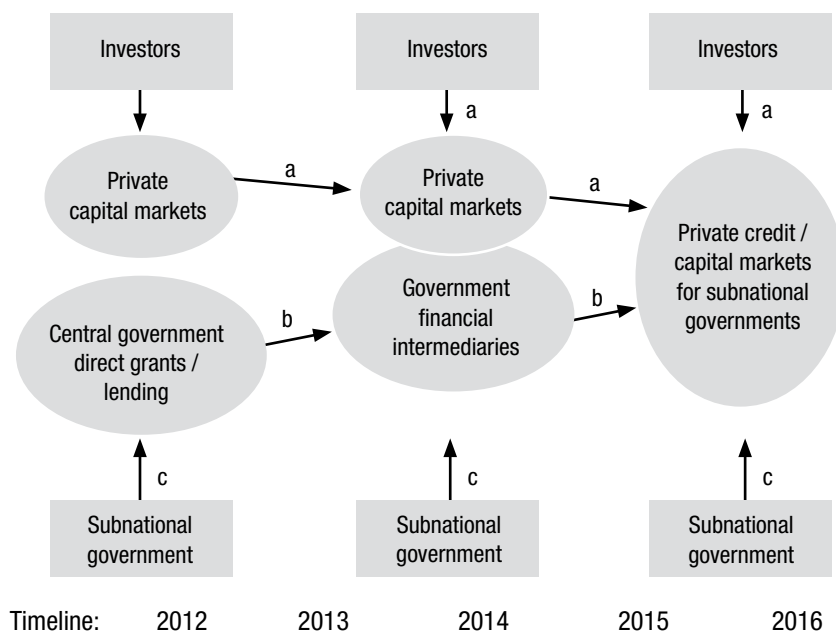 Investors
Investors
Investors
a
a
Private
capital markets
a
Private
capital markets
a
Private credit /
capital markets
for subnational
governments
Central government
direct grants /
lending
b
Government
financial
intermediaries
b
c
c
c
Subnational
government
Subnational
government
Subnational
government
Timeline: 2012 2013 2014 2015 2016